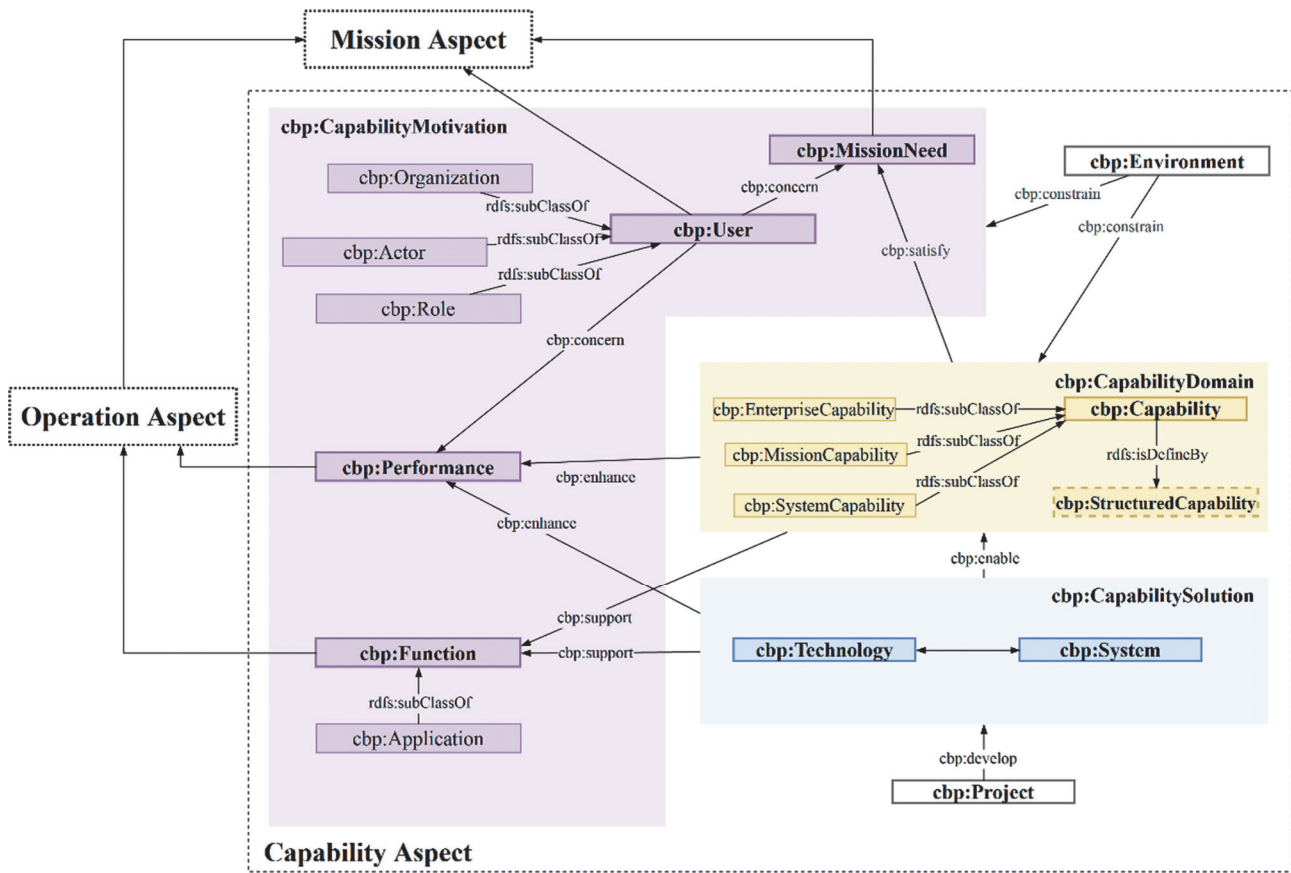 Mission Aspect
cbp:CapabilityMotivation
cbp:MissionNeed
cbp:Environment
cbp:Organization
cbp:concern
cbp:constrain
rdfs:subClassOf
cbp:User
cbp:constrain
cbp:Actor
rdfs:subClassOf
cbp:satisfy
rdfs:subClassOf
cbp:Role
cbp:concern
cbp:CapabilityDomain
Operation Aspect
cbp:EnterpriseCapability
rdfs:subClassOf
cbp:Capability
rdfs:subClassOf
cbp:MissionCapability
rdfs:isDefineBy
cbp:Performance
cbp:enhance
rdfs:subClassOf
cbp:SystemCapability
cbp:StructuredCapability
cbp:enhance
cbp:enable
cbp:CapabilitySolution
cbp:support
cbp:Function
cbp:support
cbp:Technology
cbp:System
rdfs:subClassOf
cbp:Application
cbp:develop
cbp:Project
Capability Aspect